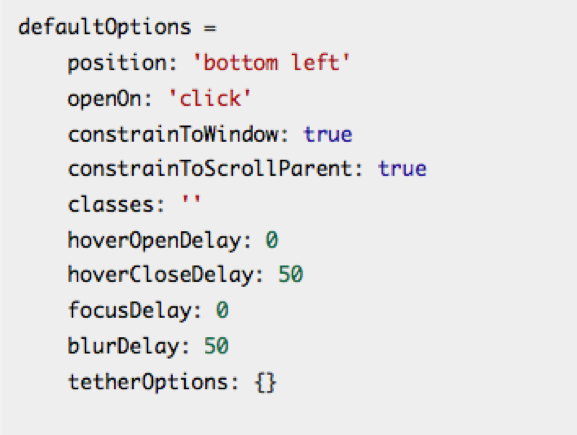 defaultOptions =
    position: 'bottom left'
    openOn: 'click'
    constrainToWindow: true
    constrainToScrollParent: true
    classes: ''
    hoverOpenDelay: 0
    hoverCloseDelay: 50
    focusDelay: 0
    blurDelay: 50
    tetherOptions: {}